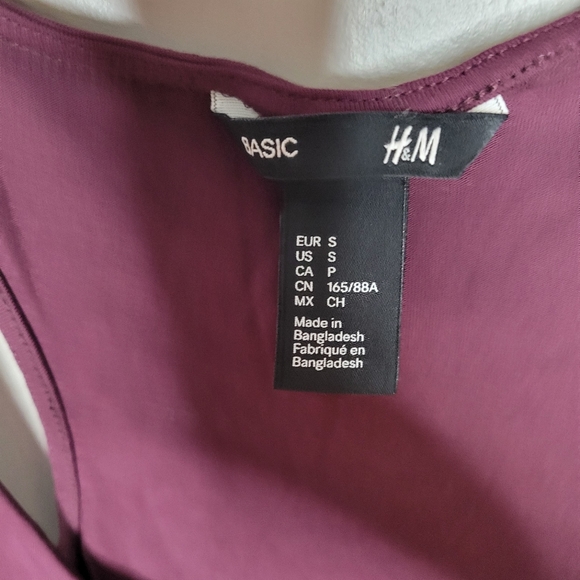 BASIC H&M
EUR S
US S
CA P
CN 165/88A
MX CH
Made in
Bangladesh
Fabriqué en
Bangladesh